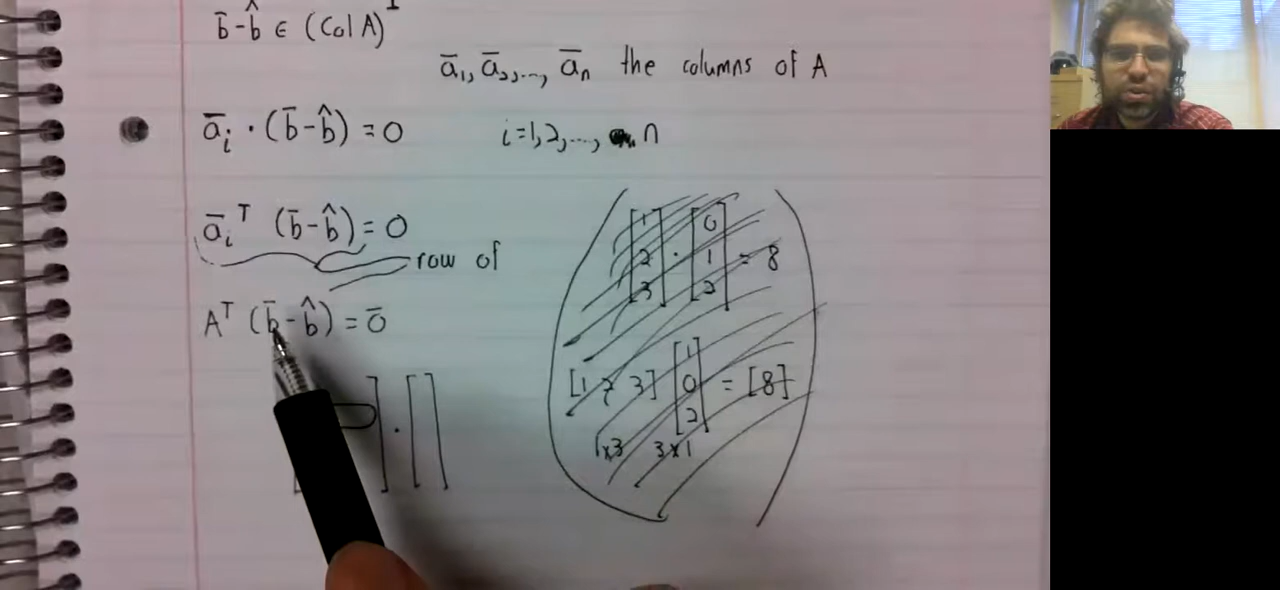 b̄-b̂ ∈ (Col A)^⊥
ā₁, ā₂,..., āₙ the columns of A
āᵢ · (b̄-b̂) = 0    i=1,2,..., n
āᵢᵀ (b̄-b̂) = 0
row of
Aᵀ (b̄-b̂) = 0̄
[1 2 3] · [0 1 2] = 8
[1 2 3] [1 0 2] = [8]
1x3 3x1